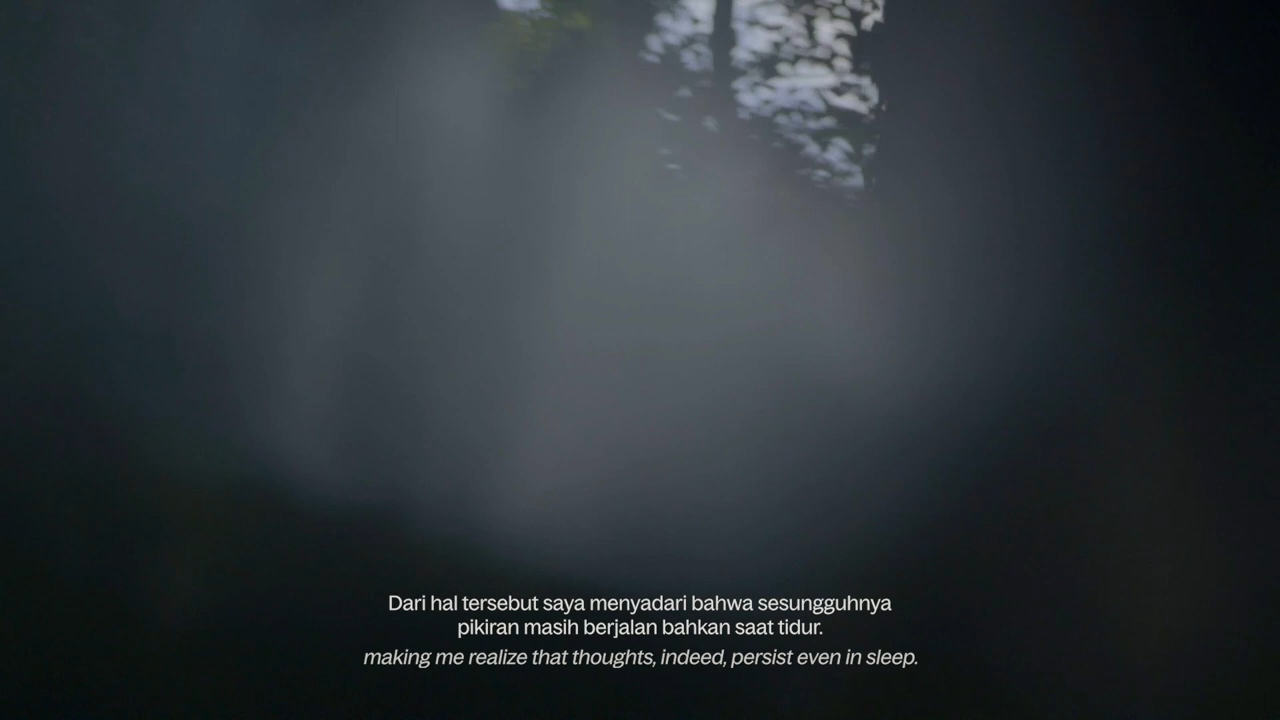 Dari hal tersebut saya menyadari bahwa sesungguhnya
pikiran masih berjalan bahkan saat tidur.
making me realize that thoughts, indeed, persist even in sleep.